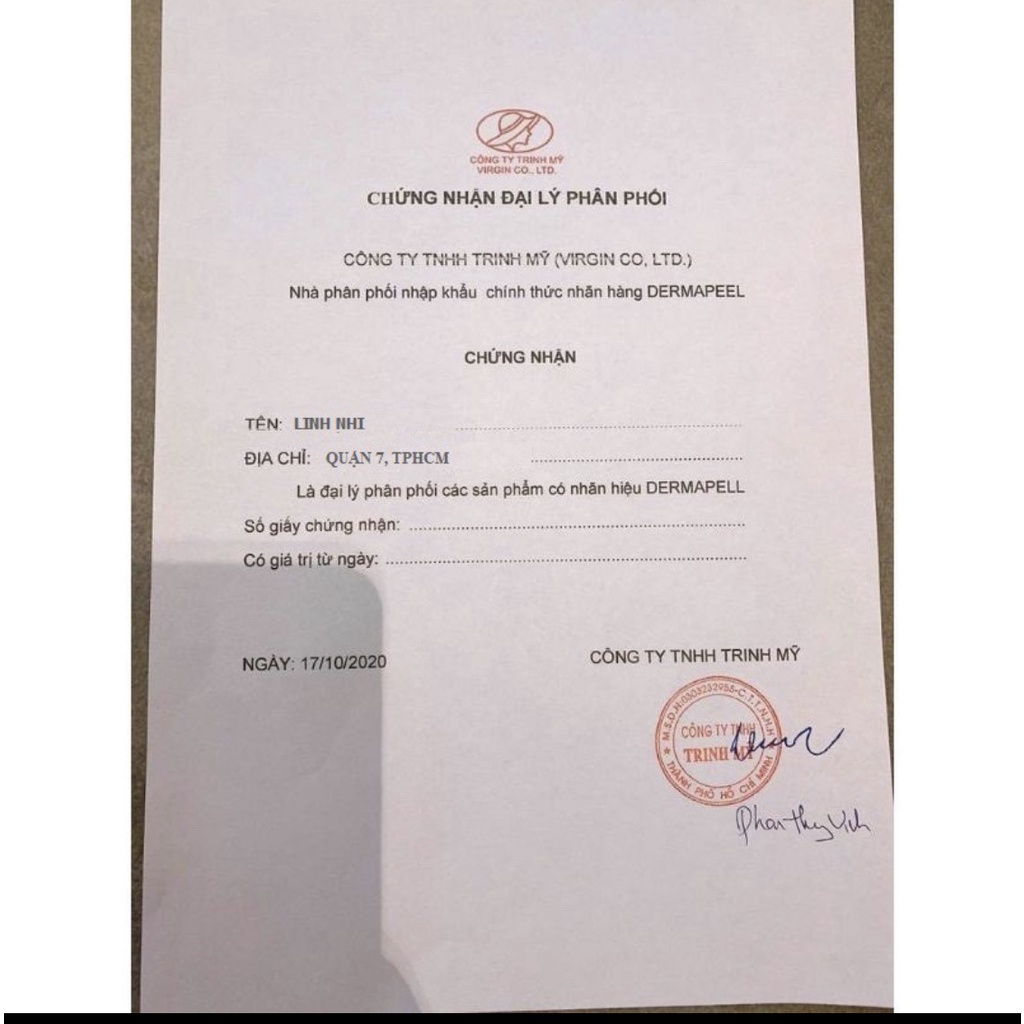 CÔNG TY TRINH MỸ
VIRGIN CO., LTD.
CHỨNG NHẬN ĐẠI LÝ PHÂN PHỐI
CÔNG TY TNHH TRINH MỸ (VIRGIN CO, LTD.)
Nhà phân phối nhập khẩu chính thức nhãn hàng DERMAPEEL
CHỨNG NHẬN
TÊN: LINH NHI
ĐỊA CHỈ: QUẬN 7, TPHCM
Là đại lý phân phối các sản phẩm có nhãn hiệu DERMAPELL
Số giấy chứng nhận:
Có giá trị từ ngày:
NGÀY: 17/10/2020
CÔNG TY TNHH TRINH MỸ
M.S.D.N:0303232955-C.T.T.N.H.H
CÔNG TY TNHH
TRINH MỸ
THÀNH PHỐ HỒ CHÍ MINH